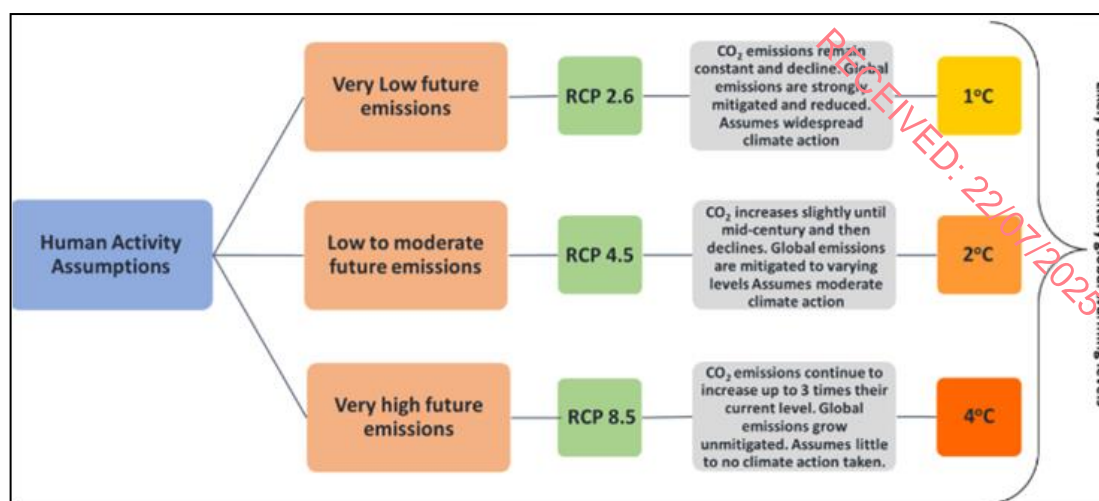 Very Low future
emissions
RCP 2.6
CO₂ emissions remain
constant and decline. Global
emissions are strongly
mitigated and reduced.
Assumes widespread
climate action
1°C
Human Activity
Assumptions
Low to moderate
future emissions
RCP 4.5
CO₂ increases slightly until
mid-century and then
declines. Global emissions
are mitigated to varying
levels Assumes moderate
climate action
2°C
Very high future
emissions
RCP 8.5
CO₂ emissions continue to
increase up to 3 times their
current level. Global
emissions grow
unmitigated. Assumes little
to no climate action taken.
4°C
RECEIVED: 22/07/2025